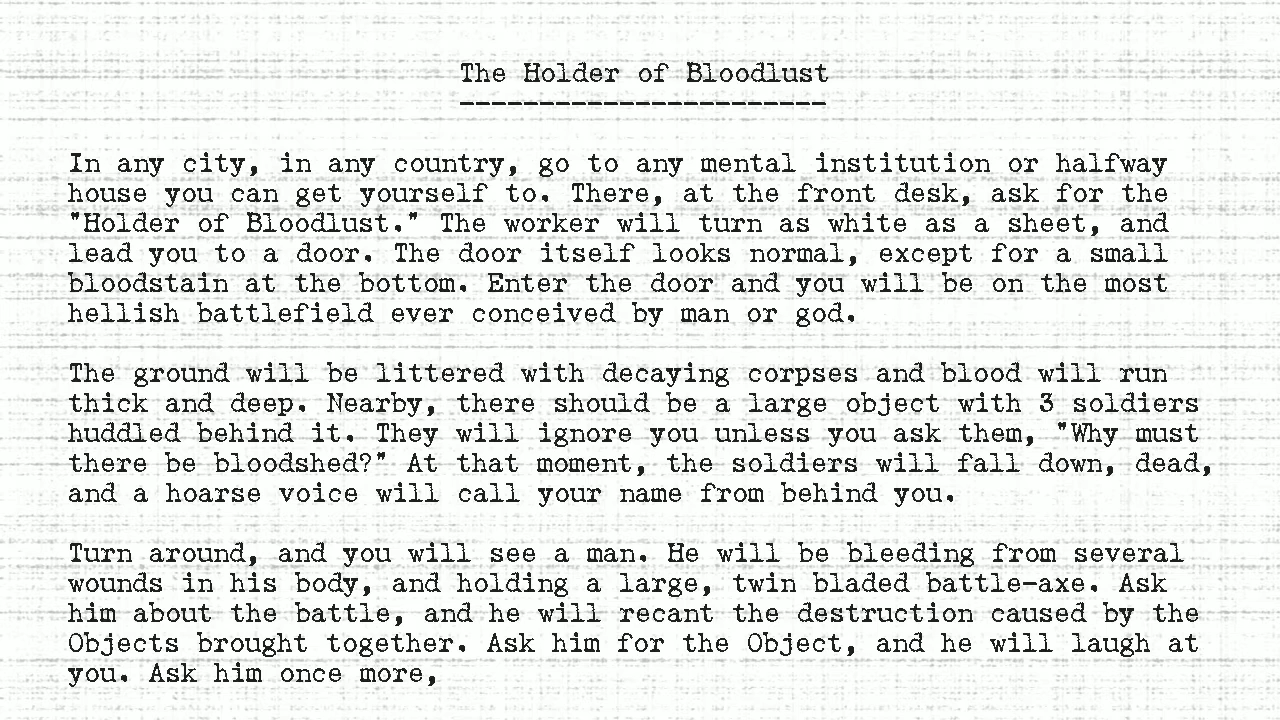 The Holder of Bloodlust
-----------------------
In any city, in any country, go to any mental institution or halfway
house you can get yourself to. There, at the front desk, ask for the
"Holder of Bloodlust." The worker will turn as white as a sheet, and
lead you to a door. The door itself looks normal, except for a small
bloodstain at the bottom. Enter the door and you will be on the most
hellish battlefield ever conceived by man or god.
The ground will be littered with decaying corpses and blood will run
thick and deep. Nearby, there should be a large object with 3 soldiers
huddled behind it. They will ignore you unless you ask them, "Why must
there be bloodshed?" At that moment, the soldiers will fall down, dead,
and a hoarse voice will call your name from behind you.
Turn around, and you will see a man. He will be bleeding from several
wounds in his body, and holding a large, twin bladed battle-axe. Ask
him about the battle, and he will recant the destruction caused by the
Objects brought together. Ask him for the Object, and he will laugh at
you. Ask him once more,